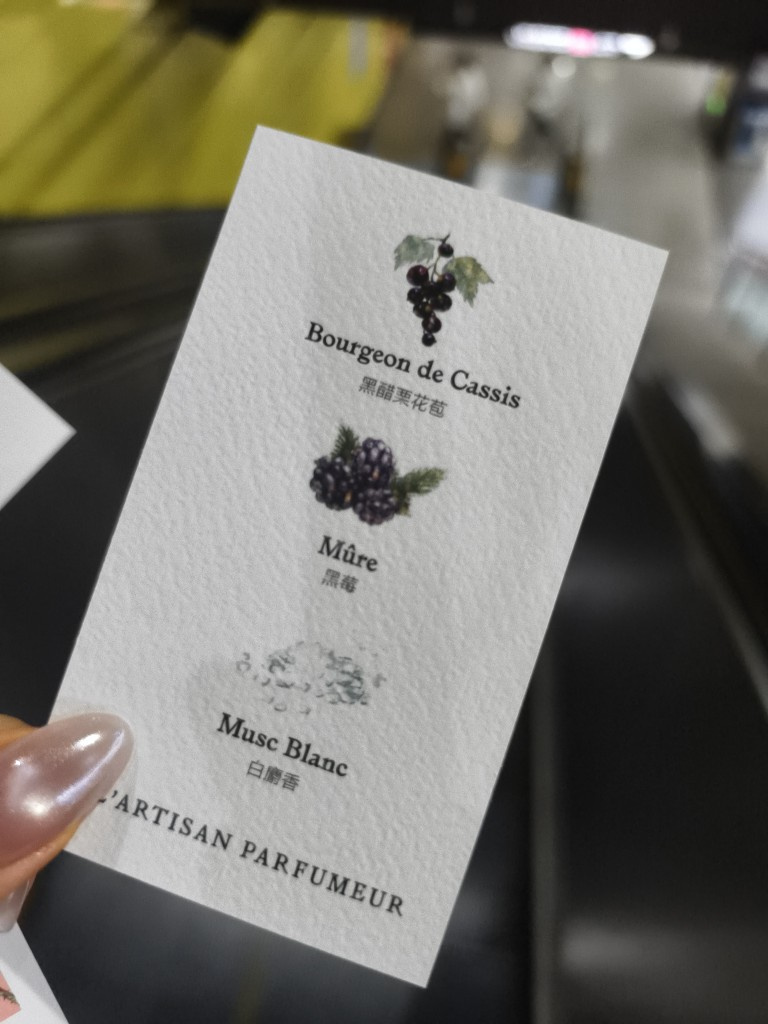 Bourgeon de Cassis
黑醋栗花苞
Mûre
黑莓
Musc Blanc
白麝香
L'ARTISAN PARFUMEUR